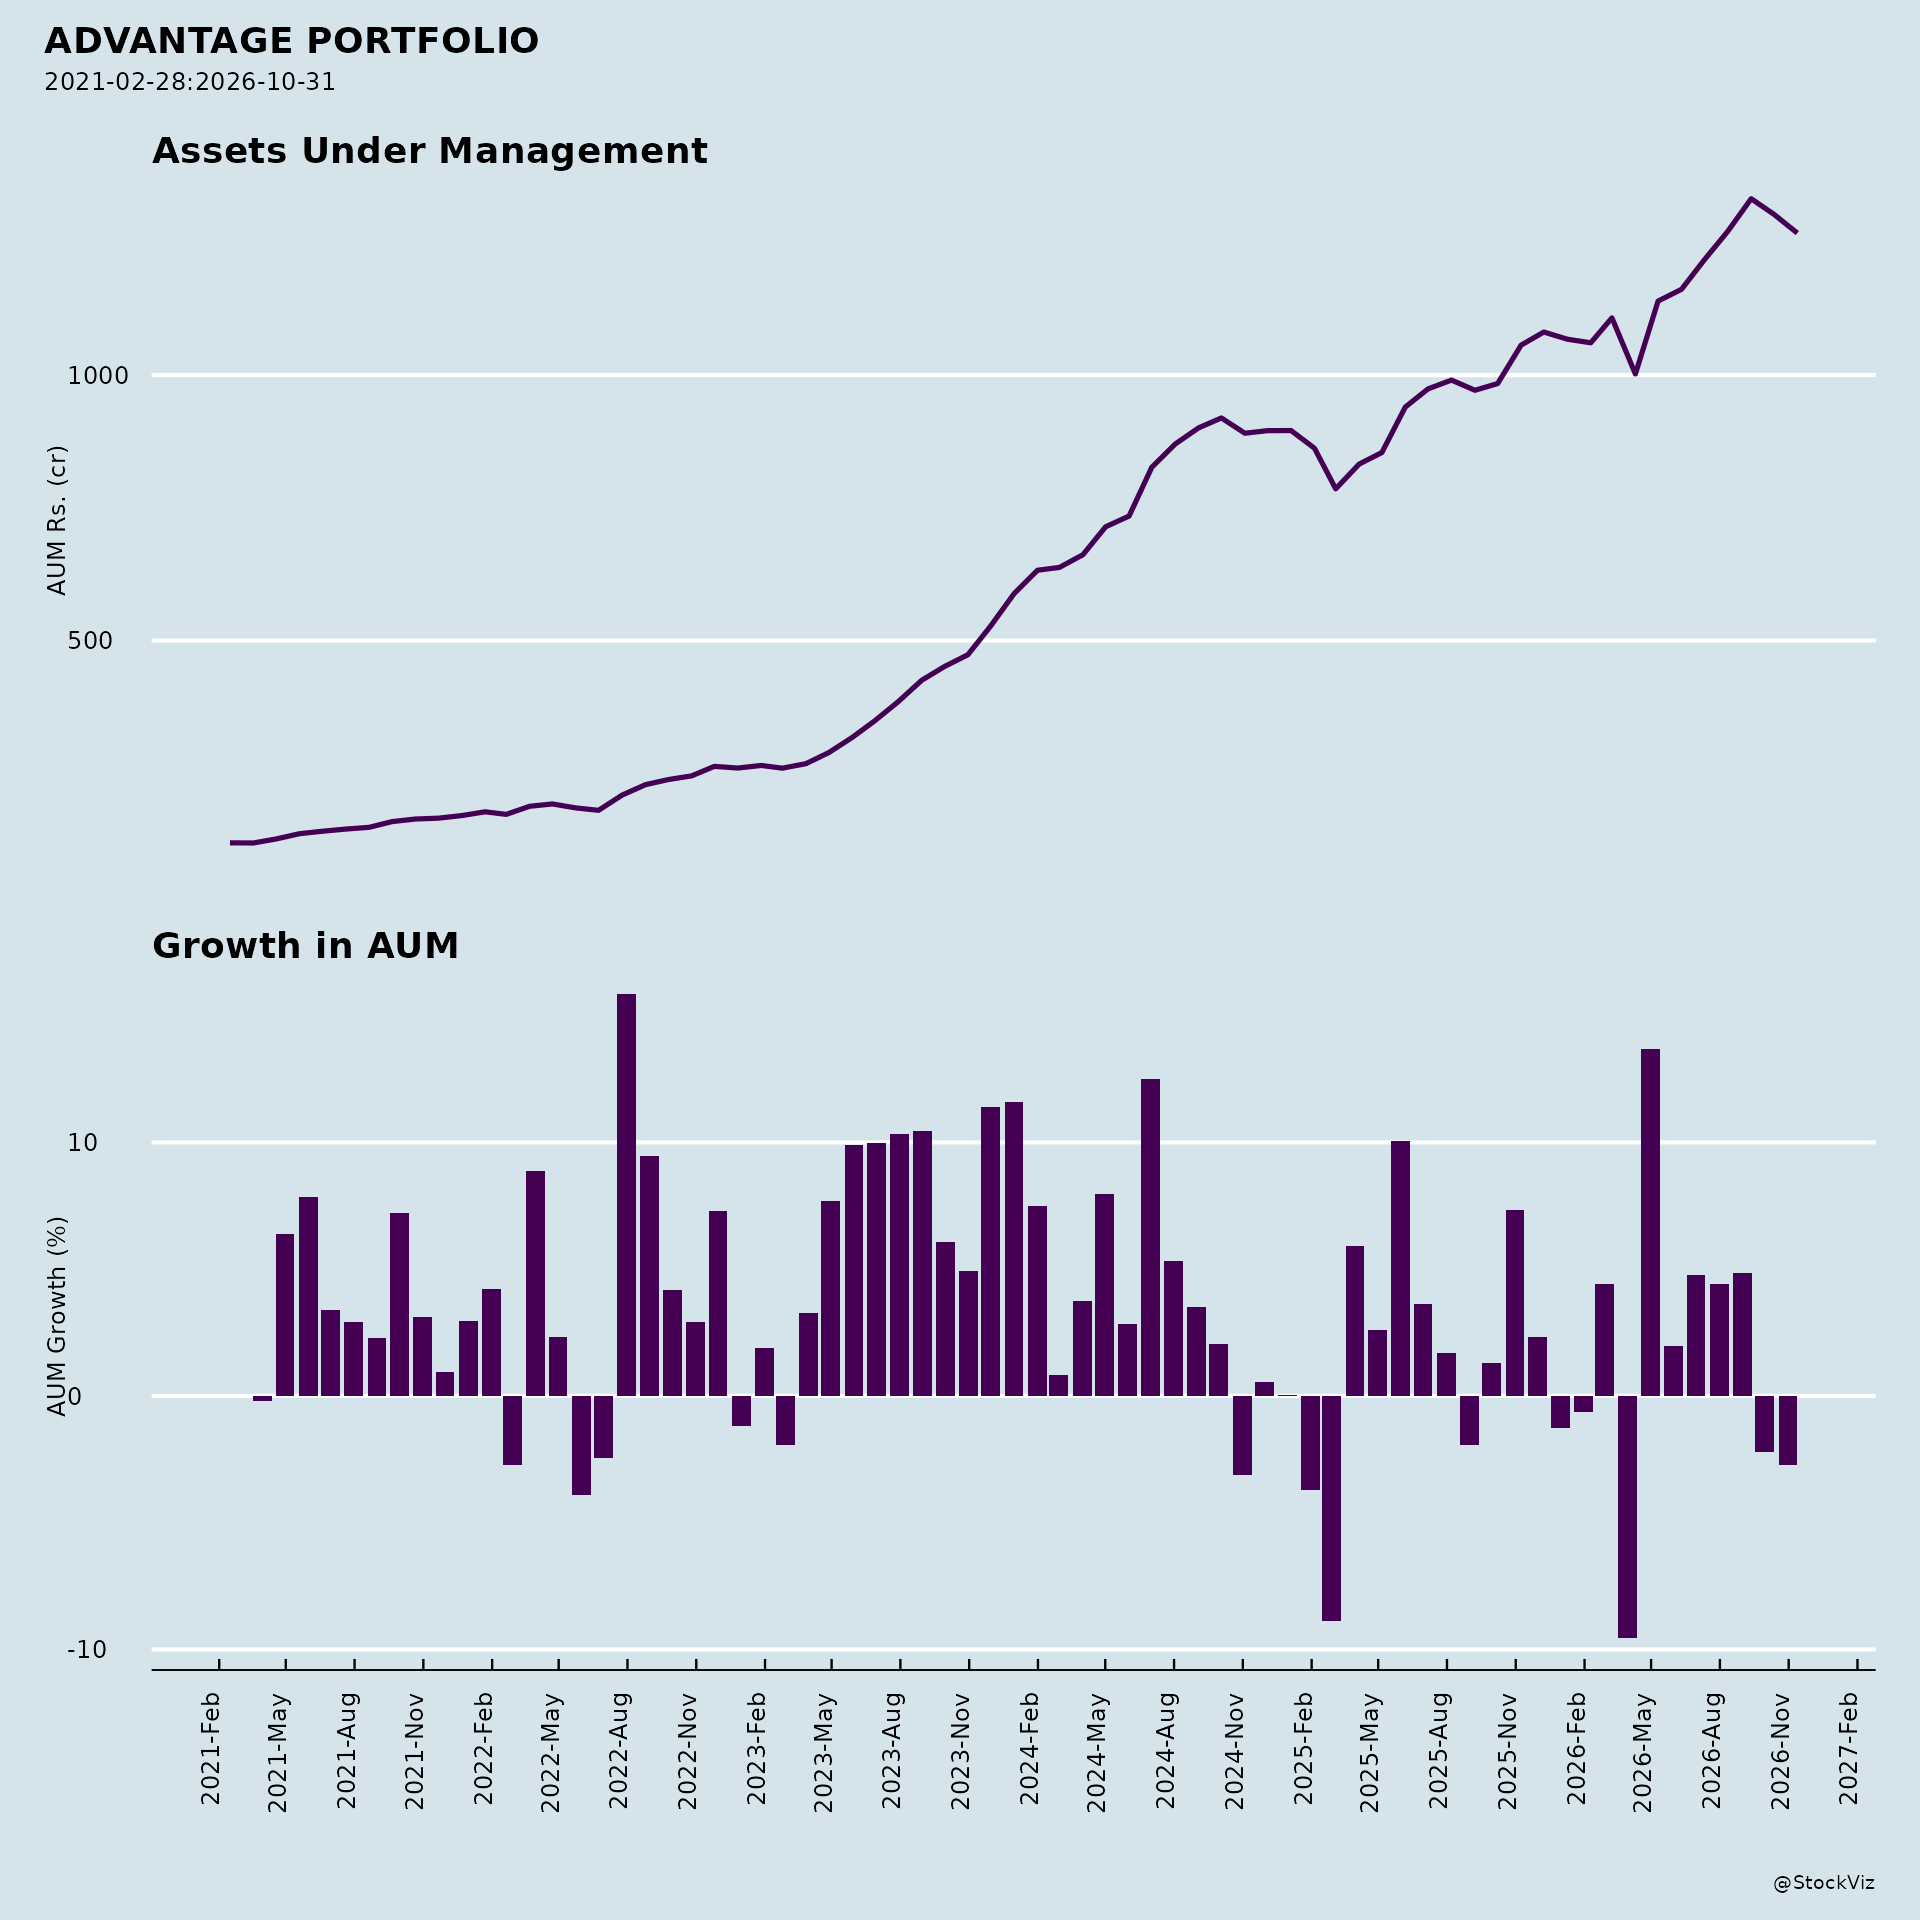 ADVANTAGE PORTFOLIO
2021-02-28:2026-10-31
Assets Under Management
1000
500
AUM Rs. (cr)
Growth in AUM
10
0
-10
AUM Growth (%)
2021-Feb
2021-May
2021-Aug
2021-Nov
2022-Feb
2022-May
2022-Aug
2022-Nov
2023-Feb
2023-May
2023-Aug
2023-Nov
2024-Feb
2024-May
2024-Aug
2024-Nov
2025-Feb
2025-May
2025-Aug
2025-Nov
2026-Feb
2026-May
2026-Aug
2026-Nov
2027-Feb
@StockViz